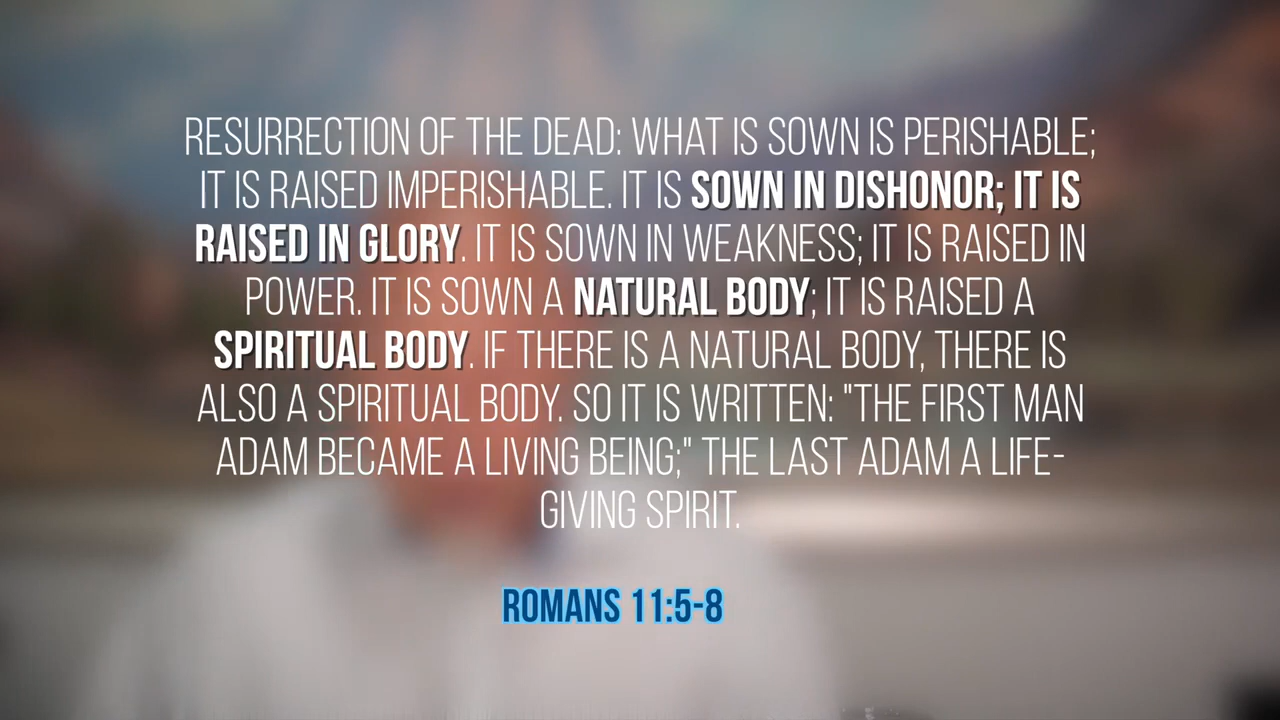 RESURRECTION OF THE DEAD: WHAT IS SOWN IS PERISHABLE;
IT IS RAISED IMPERISHABLE. IT IS SOWN IN DISHONOR; IT IS
RAISED IN GLORY. IT IS SOWN IN WEAKNESS; IT IS RAISED IN
POWER. IT IS SOWN A NATURAL BODY; IT IS RAISED A
SPIRITUAL BODY. IF THERE IS A NATURAL BODY, THERE IS
ALSO A SPIRITUAL BODY. SO IT IS WRITTEN: "THE FIRST MAN
ADAM BECAME A LIVING BEING;" THE LAST ADAM A LIFE-
GIVING SPIRIT.
ROMANS 11:5-8